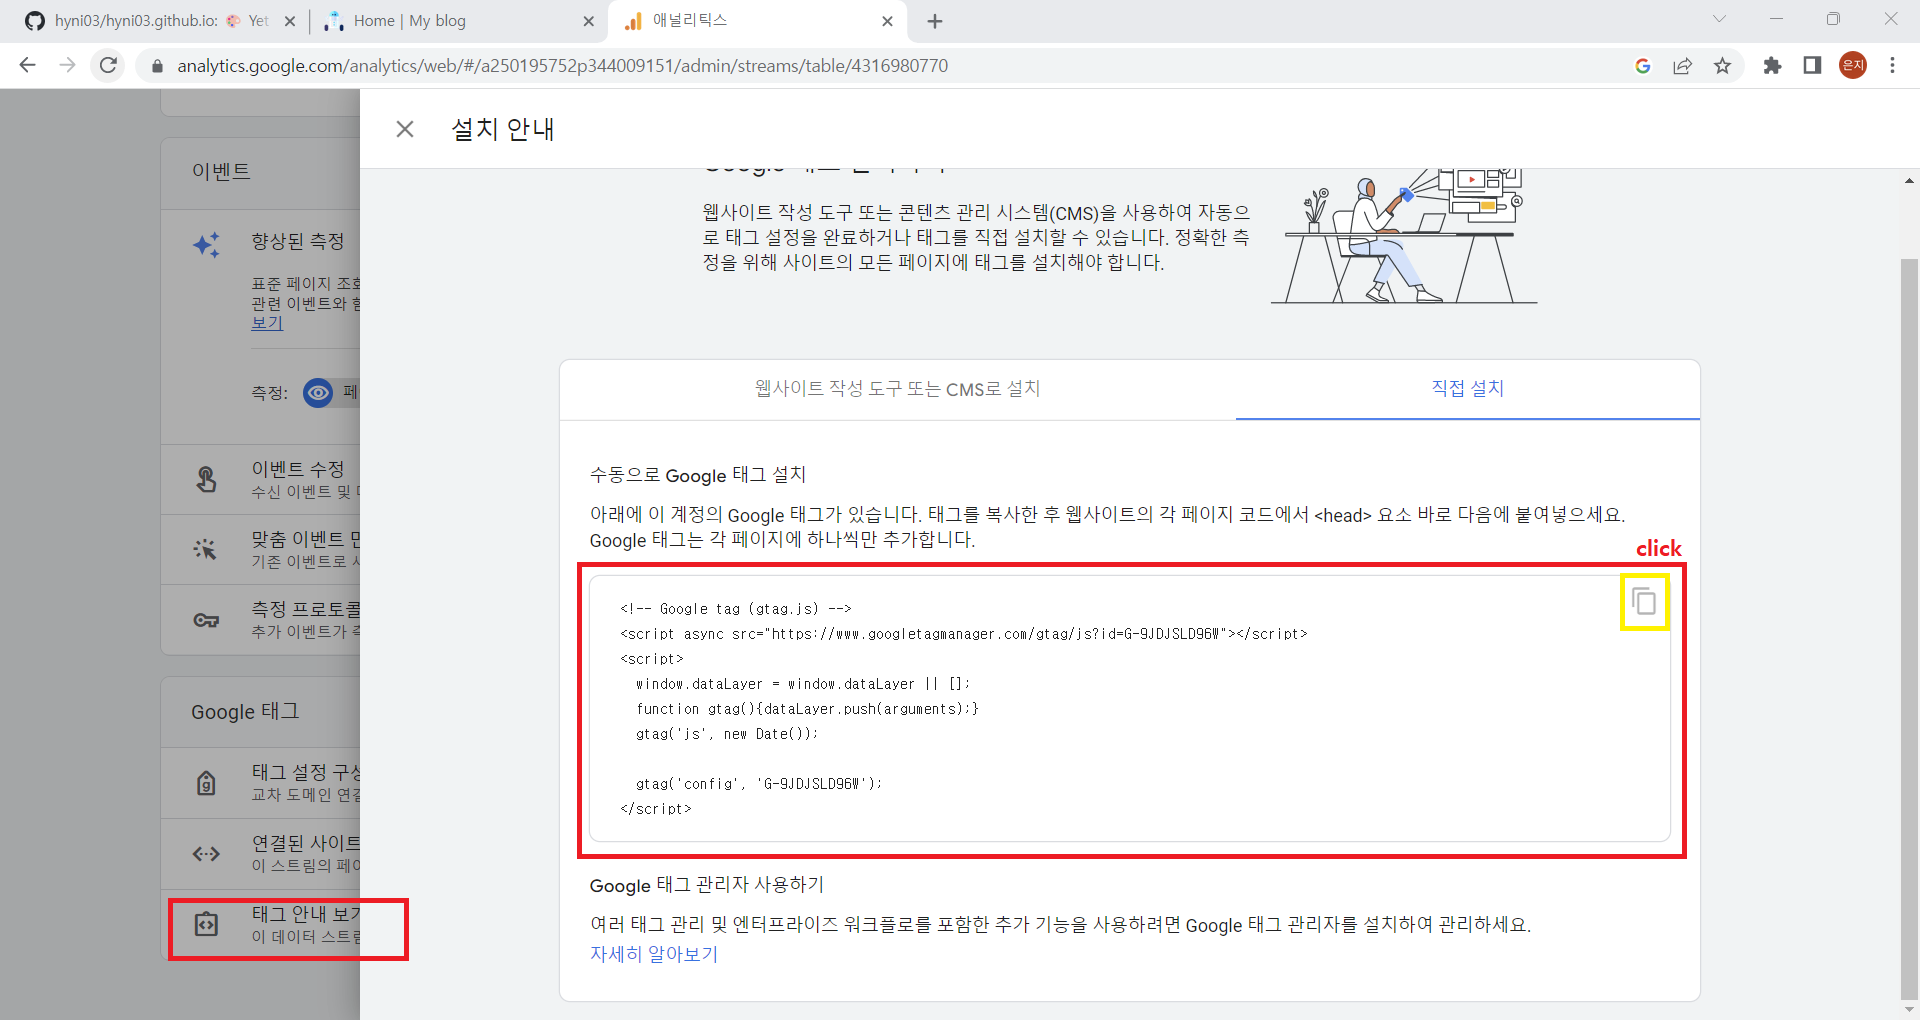 hyni03/hyni03.github.io: 🎨 Yet
Home | My blog
애널리틱스
analytics.google.com/analytics/web/#/a250195752p344009151/admin/streams/table/4316980770
은지
설치 안내
이벤트
향상된 측정
표준 페이지 조회
관련 이벤트와 함
보기
측정:
페
이벤트 수정
수신 이벤트 및
맞춤 이벤트 만
기존 이벤트로
측정 프로토콜
추가 이벤트가
Google 태그
태그 설정 구성
교차 도메인 연결
연결된 사이트
이 스트림의 페이
태그 안내 보기
이 데이터 스트림
웹사이트 작성 도구 또는 콘텐츠 관리 시스템(CMS)을 사용하여 자동으
로 태그 설정을 완료하거나 태그를 직접 설치할 수 있습니다. 정확한 측
정을 위해 사이트의 모든 페이지에 태그를 설치해야 합니다.
웹사이트 작성 도구 또는 CMS로 설치
직접 설치
수동으로 Google 태그 설치
아래에 이 계정의 Google 태그가 있습니다. 태그를 복사한 후 웹사이트의 각 페이지 코드에서 <head> 요소 바로 다음에 붙여넣으세요.
Google 태그는 각 페이지에 하나씩만 추가합니다.
click
<!-- Google tag (gtag.js) -->
<script async src="https://www.googletagmanager.com/gtag/js?id=G-9JDJSLD96W"></script>
<script>
window.dataLayer = window.dataLayer || [];
function gtag(){dataLayer.push(arguments);}
gtag('js', new Date());
gtag('config', 'G-9JDJSLD96W');
</script>
Google 태그 관리자 사용하기
여러 태그 관리 및 엔터프라이즈 워크플로를 포함한 추가 기능을 사용하려면 Google 태그 관리자를 설치하여 관리하세요.
자세히 알아보기